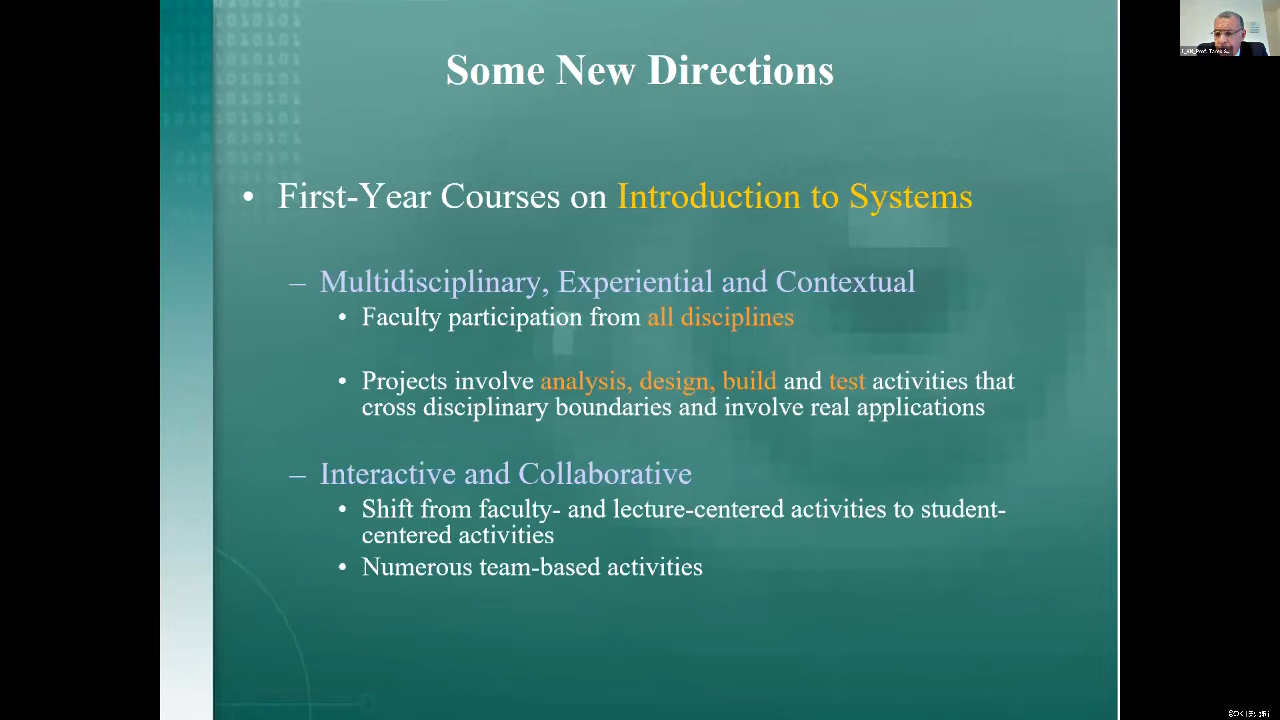 Some New Directions
• First-Year Courses on Introduction to Systems
– Multidisciplinary, Experiential and Contextual
• Faculty participation from all disciplines
• Projects involve analysis, design, build and test activities that
cross disciplinary boundaries and involve real applications
– Interactive and Collaborative
• Shift from faculty- and lecture-centered activities to student-
centered activities
• Numerous team-based activities